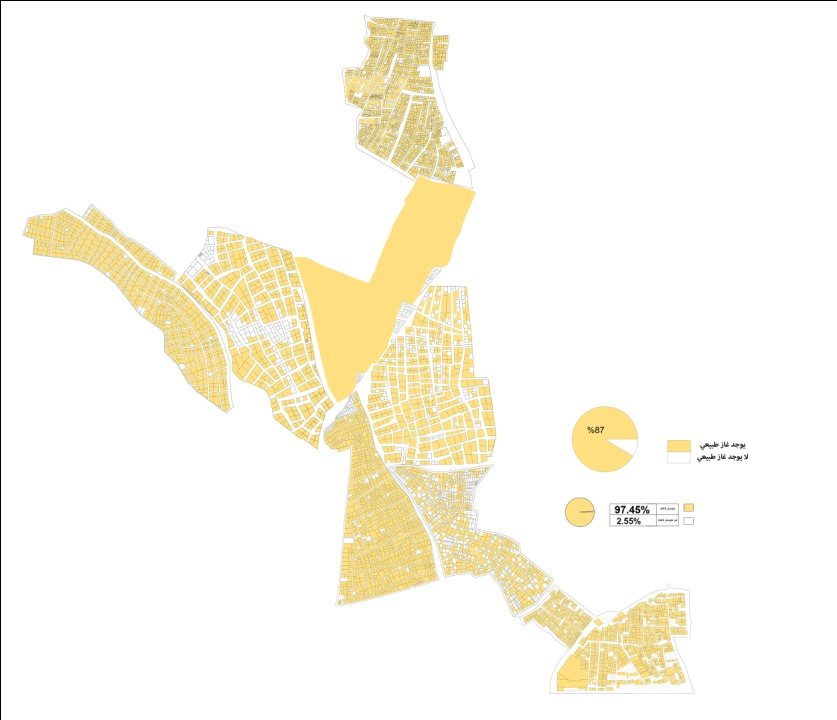 %87
يوجد غاز طبيعي
لا يوجد غاز طبيعي
97.45%
2.55%